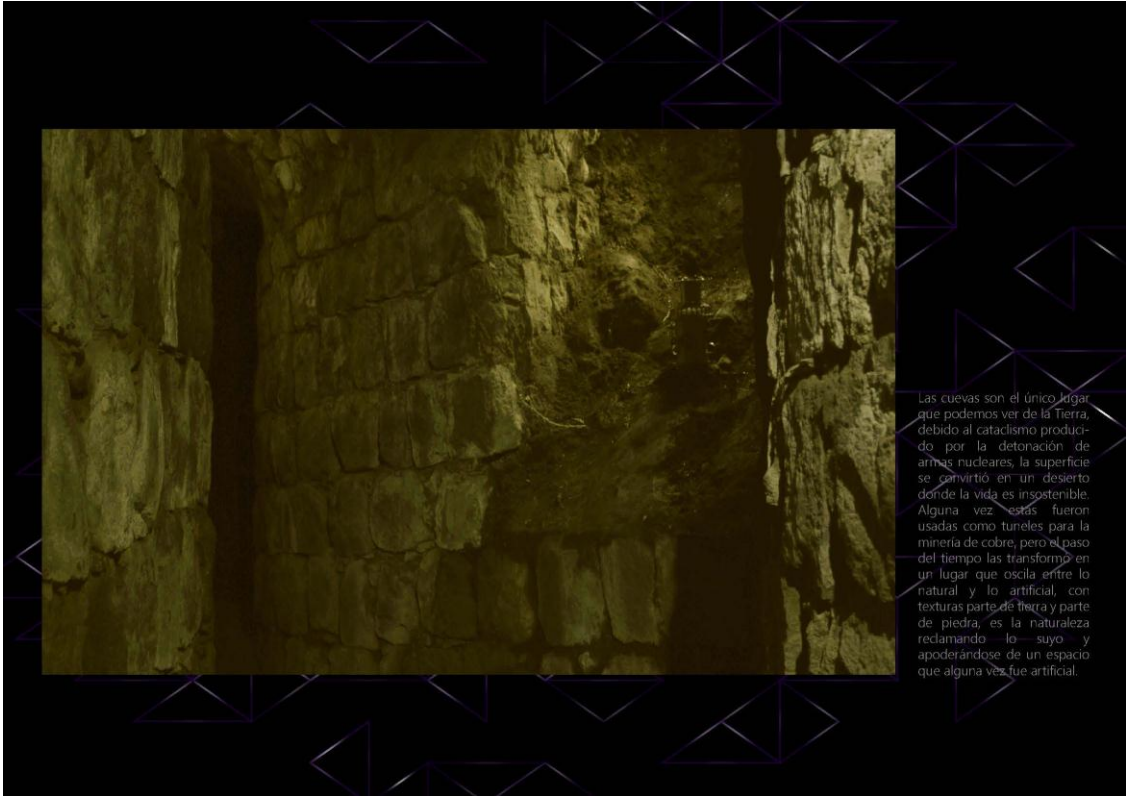 Las cuevas son el único lugar
que podemos ver de la Tierra,
debido al cataclismo produci-
do por la detonación de
armas nucleares, la superficie
se convirtió en un desierto
donde la vida es insostenible.
Alguna vez estas fueron
usadas como tuneles para la
minería de cobre, pero el paso
del tiempo las transformo en
un lugar que oscila entre lo
natural y lo artificial, con
texturas parte de tierra y parte
de piedra, es la naturaleza
reclamando lo suyo y
apoderándose de un espacio
que alguna vez fue artificial.